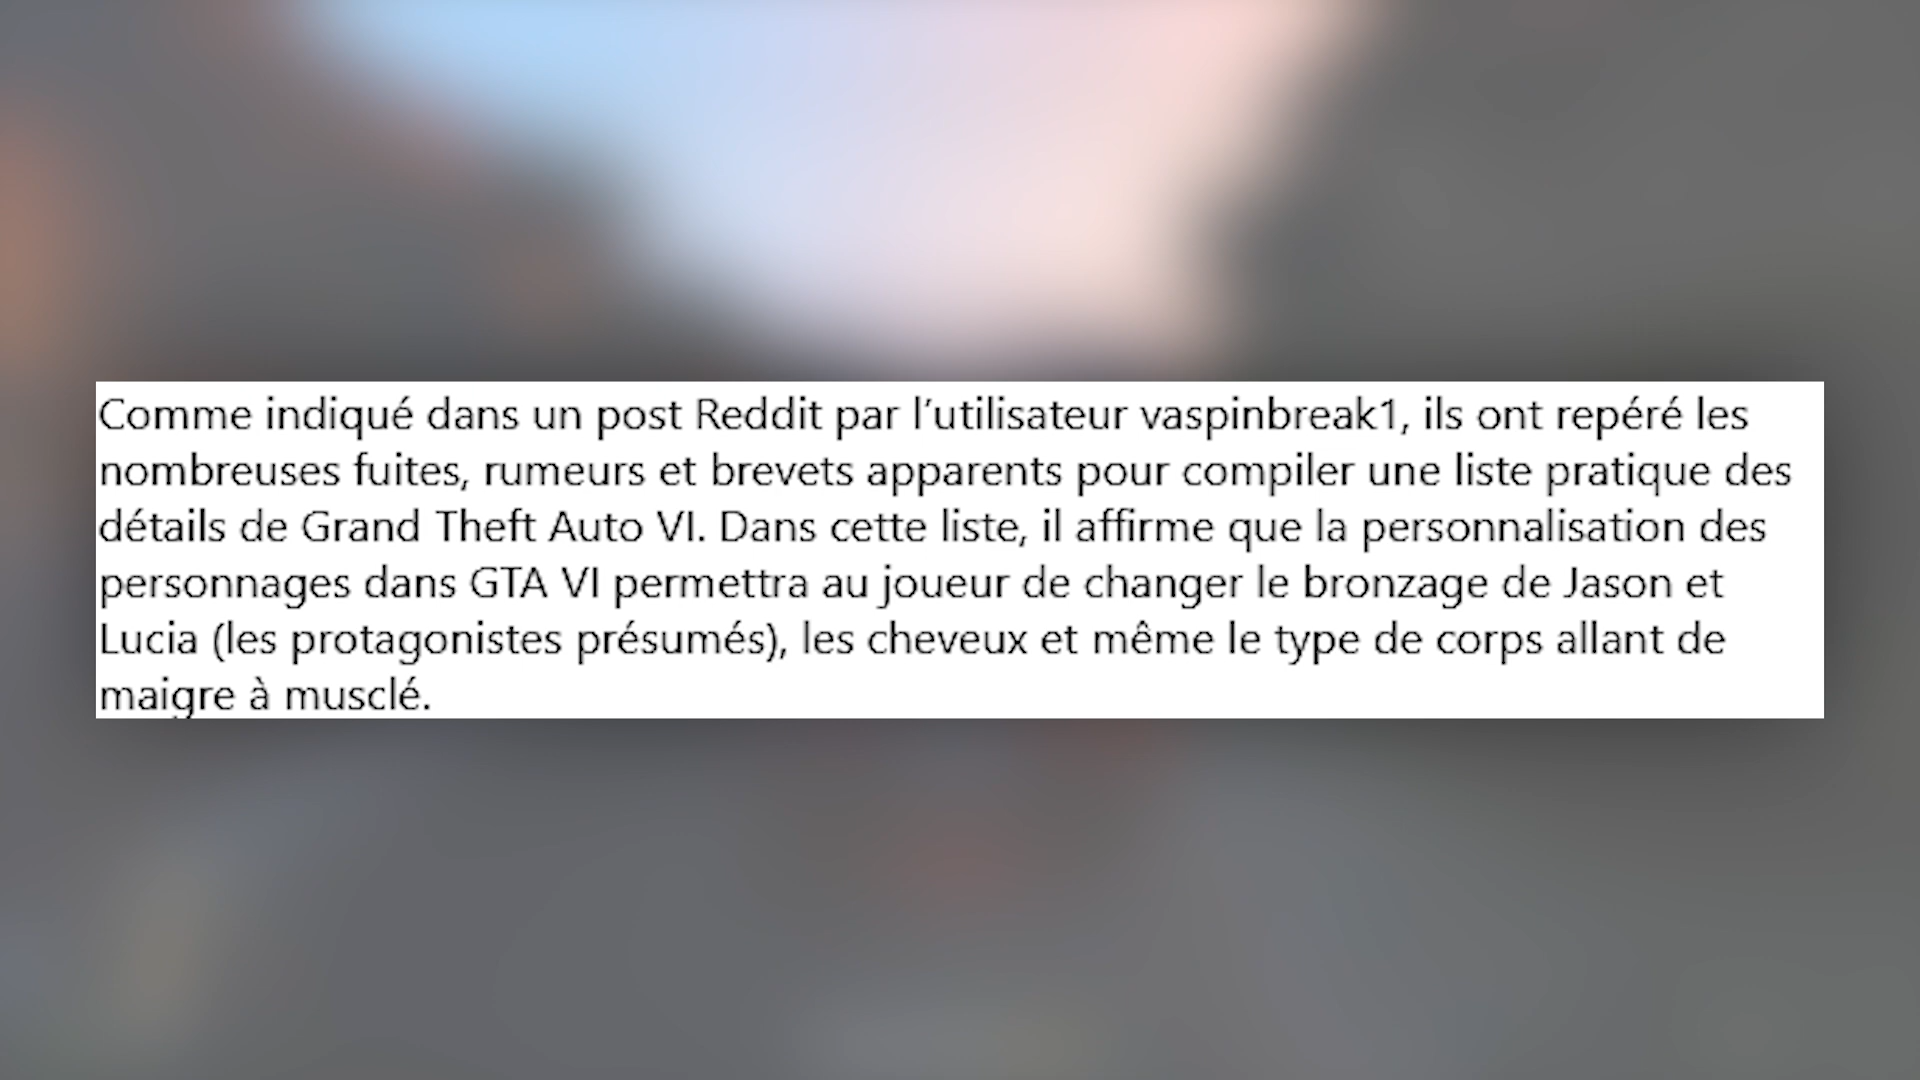 Comme indiqué dans un post Reddit par l’utilisateur vaspinbreak1, ils ont repéré les
nombreuses fuites, rumeurs et brevets apparents pour compiler une liste pratique des
détails de Grand Theft Auto VI. Dans cette liste, il affirme que la personnalisation des
personnages dans GTA VI permettra au joueur de changer le bronzage de Jason et
Lucia (les protagonistes présumés), les cheveux et même le type de corps allant de
maigre à musclé.